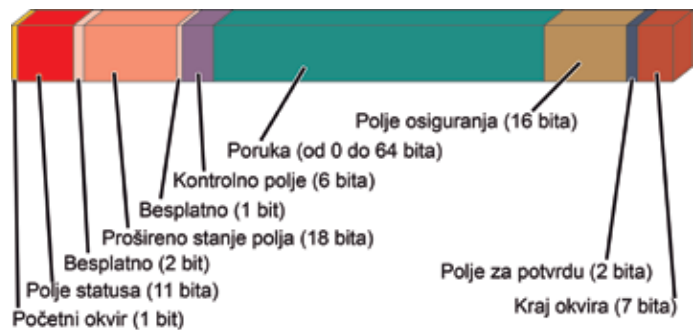 Polje osiguranja (16 bita)
Poruka (od 0 do 64 bita)
Kontrolno polje (6 bita)
Besplatno (1 bit)
Prošireno stanje polja (18 bita)
Besplatno (2 bit)
Polje za potvrdu (2 bita)
Polje statusa (11 bita)
Kraj okvira (7 bita)
Početni okvir (1 bit)